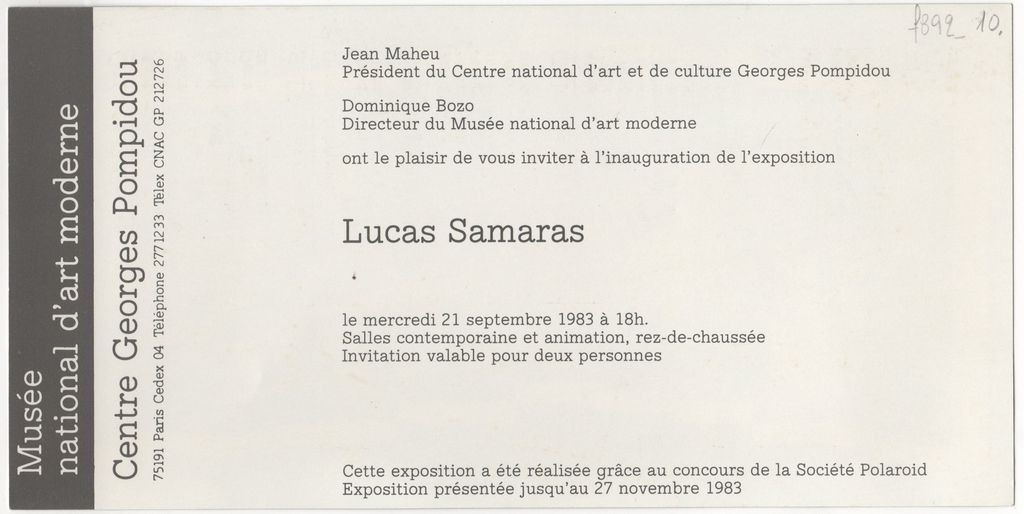 Musée
national d'art moderne
Centre Georges Pompidou
75191 Paris Cedex 04 Téléphone 2771233 Télex CNAC GP 212726
10.
Jean Maheu
Président du Centre national d'art et de culture Georges Pompidou
Dominique Bozo
Directeur du Musée national d'art moderne
ont le plaisir de vous inviter à l'inauguration de l'exposition
Lucas Samaras
le mercredi 21 septembre 1983 à 18h.
Salles contemporaine et animation, rez-de-chaussée
Invitation valable pour deux personnes
Cette exposition a été réalisée grâce au concours de la Société Polaroid
Exposition présentée jusqu'au 27 novembre 1983